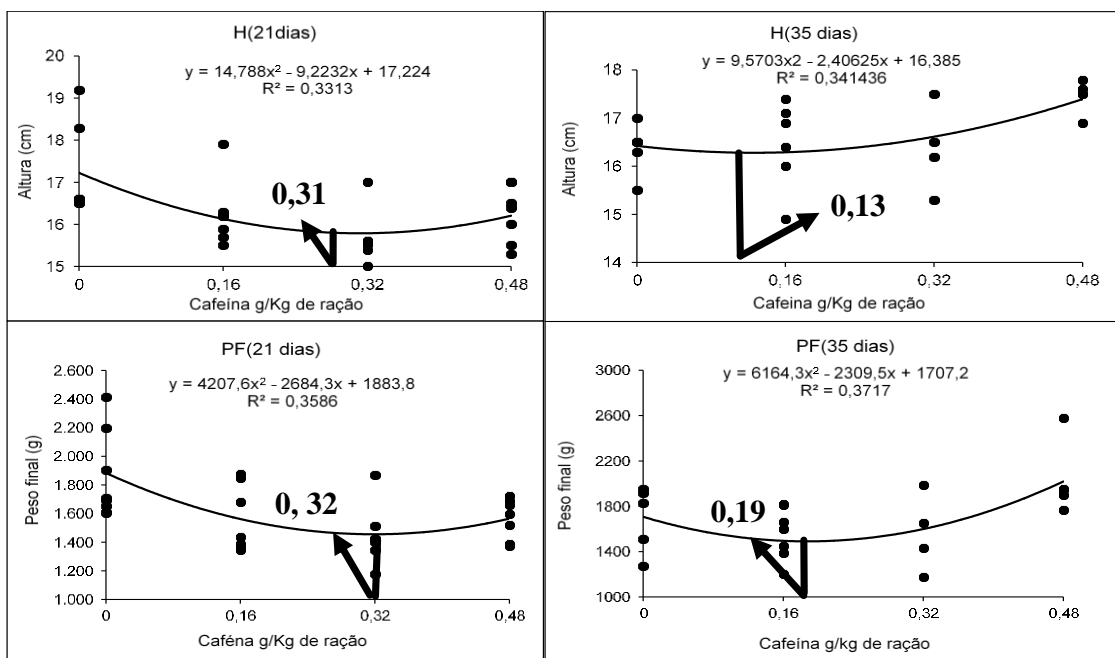 H(21dias)
y = 14,788x² - 9,2232x + 17,224
R² = 0,3313
20
19
18
17
16
15
Altura (cm)
0,31
0
0,16
0,32
0,48
Cafeína g/Kg de ração
H(35 dias)
y = 9,5703x2 - 2,40625x + 16,385
R² = 0,341436
18
17
16
15
14
Altura (cm)
0,13
0
0,16
0,32
0,48
Cafeina g/Kg de ração
PF(21 dias)
y = 4207,6x² - 2684,3x + 1883,8
R² = 0,3586
2.600
2.400
2.200
2.000
1.800
1.600
1.400
1.200
1.000
Peso final (g)
0, 32
0
0,16
0,32
0,48
Caféna g/Kg de ração
PF(35 dias)
y = 6164,3x² - 2309,5x + 1707,2
R² = 0,3717
3000
2600
2200
1800
1400
1000
Peso final (g)
0,19
0
0,16
0,32
0,48
Cafeína g/kg de ração